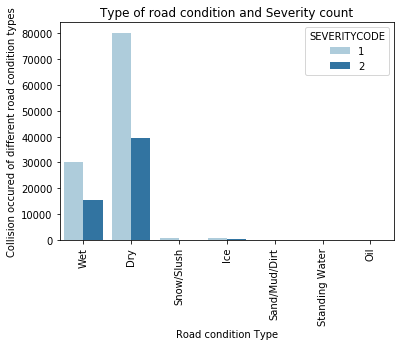 Type of road condition and Severity count
Collision occured of different road condition types
80000
70000
60000
50000
40000
30000
20000
10000
0
SEVERITYCODE
1
2
Wet
Dry
Snow/Slush
Ice
Sand/Mud/Dirt
Standing Water
Oil
Road condition Type